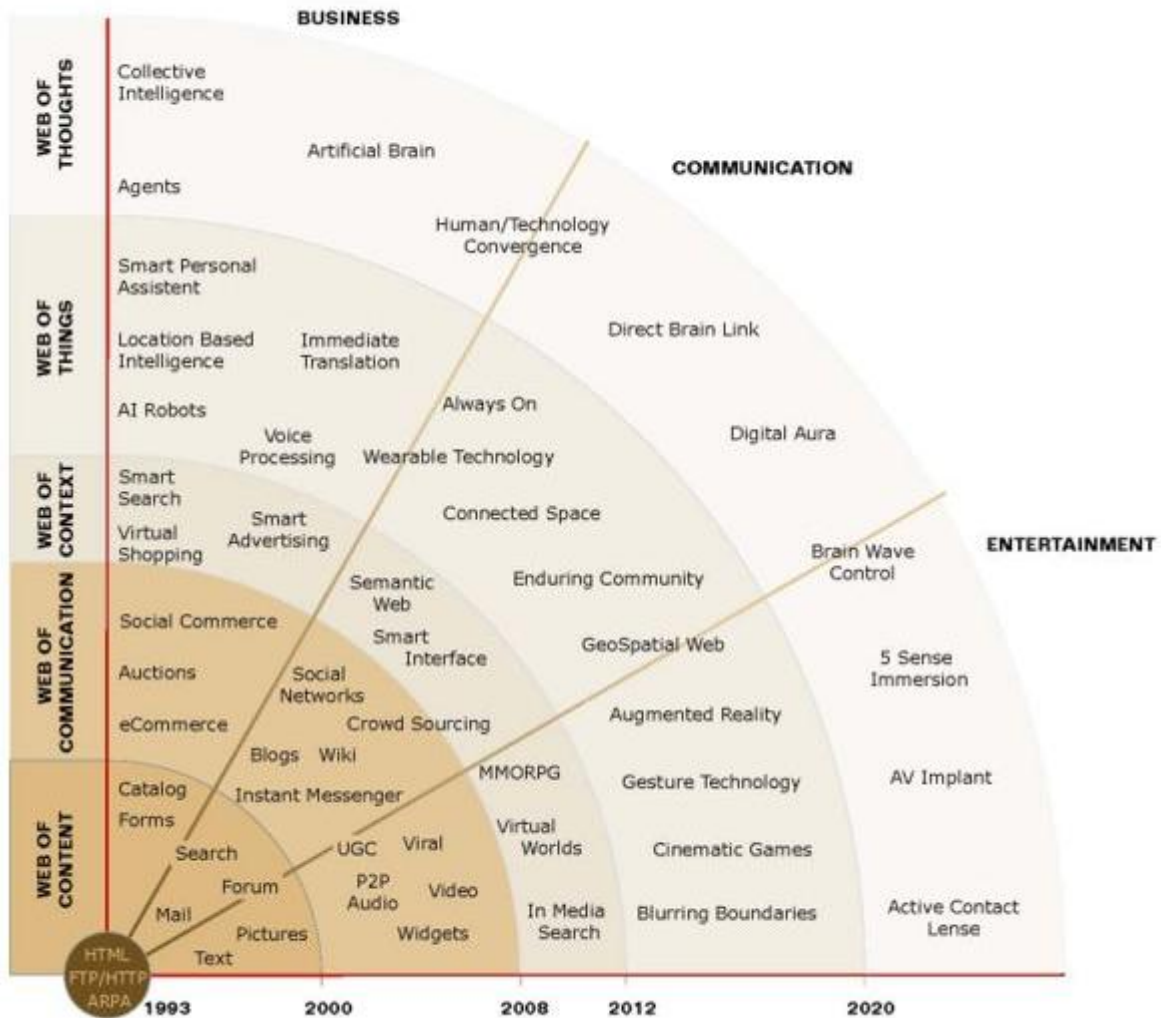 BUSINESS
COMMUNICATION
ENTERTAINMENT
WEB OF
THOUGHTS
Collective
Intelligence
Artificial Brain
Agents
Human/Technology
Convergence
Direct Brain Link
Digital Aura
Brain Wave
Control
5 Sense
Immersion
AV Implant
Active Contact
Lense
WEB OF
THINGS
Smart Personal
Assistent
Location Based
Intelligence
Immediate
Translation
AI Robots
Voice
Processing
Always On
Wearable Technology
Connected Space
Enduring Community
GeoSpatial Web
Augmented Reality
Gesture Technology
Cinematic Games
Blurring Boundaries
WEB OF
CONTEXT
Smart
Search
Virtual
Shopping
Smart
Advertising
Semantic
Web
Smart
Interface
MMORPG
Virtual
Worlds
In Media
Search
WEB OF
COMMUNICATION
Social Commerce
Auctions
eCommerce
Social
Networks
Crowd Sourcing
Blogs
Wiki
Instant Messenger
UGC
Viral
P2P
Audio
Video
Widgets
WEB OF
CONTENT
Catalog
Forms
Search
Forum
Mail
Pictures
Text
HTML
FTP/HTTP
ARPA
1993
2000
2008
2012
2020